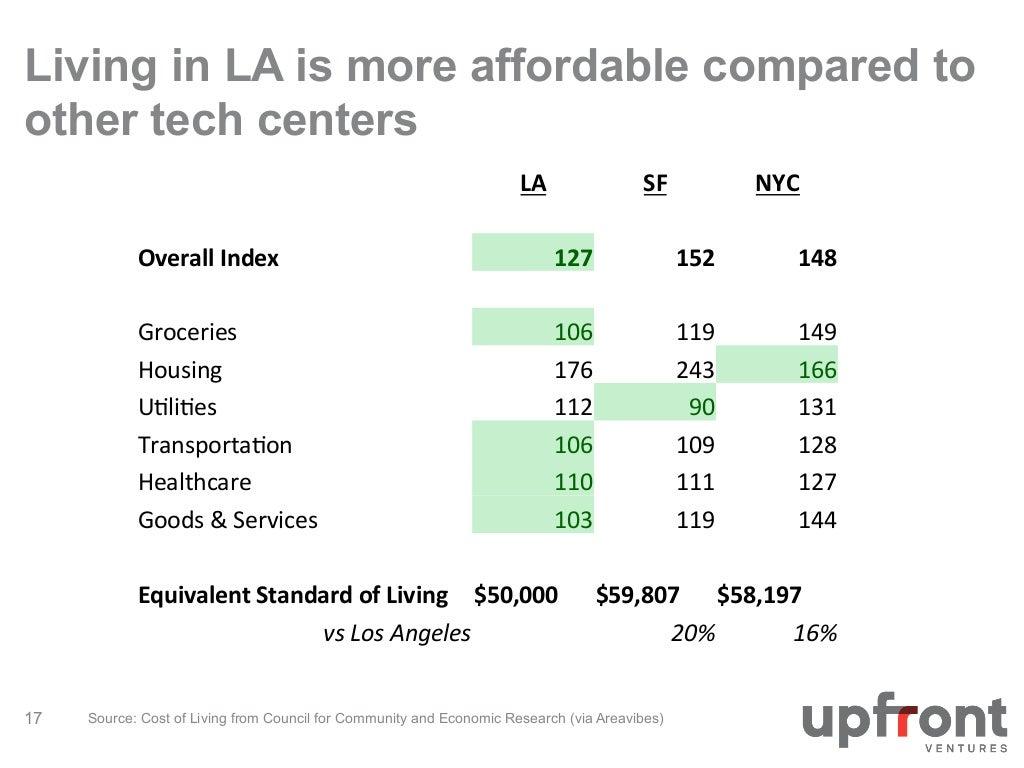 Living in LA is more affordable compared to
other tech centers
LA SF NYC
Overall Index 127 152 148
Groceries 106 119 149
Housing 176 243 166
Utilities 112 90 131
Transportation 106 109 128
Healthcare 110 111 127
Goods & Services 103 119 144
Equivalent Standard of Living $50,000 $59,807 $58,197
vs Los Angeles 20% 16%
17 Source: Cost of Living from Council for Community and Economic Research (via Areavibes)
upfront
VENTURES